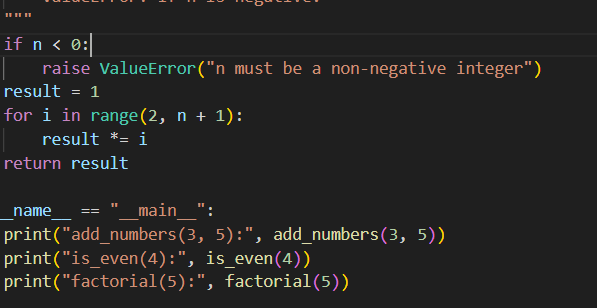 ValueError: If n is negative.
"""
if n < 0:
raise ValueError("n must be a non-negative integer")
result = 1
for i in range(2, n + 1):
result *= i
return result
__name__ == "__main__":
print("add_numbers(3, 5):", add_numbers(3, 5))
print("is_even(4):", is_even(4))
print("factorial(5):", factorial(5))